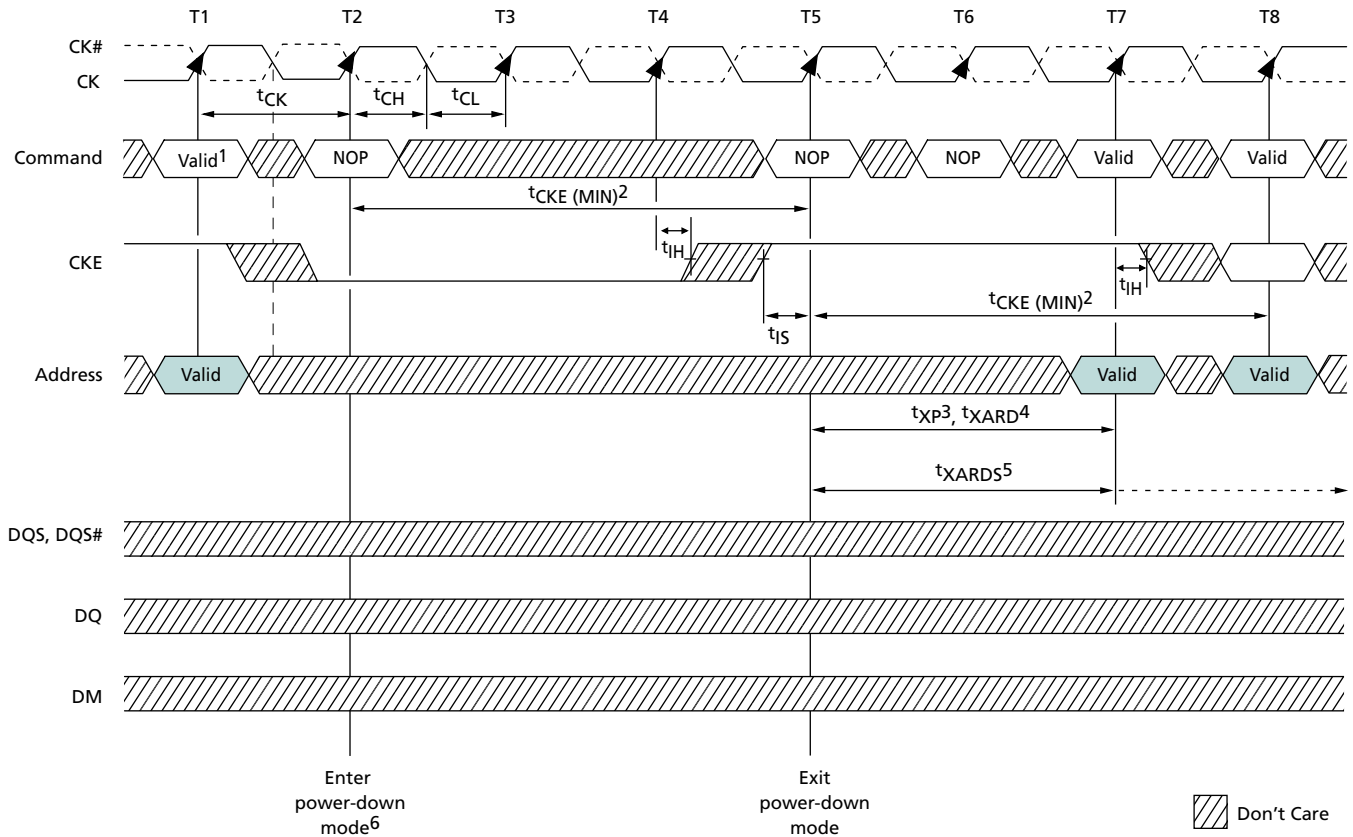 T1 T2 T3 T4 T5 T6 T7 T8
CK#
CK
tCK tCH tCL
Command Valid1 NOP NOP NOP Valid Valid
tCKE (MIN)2
CKE tIH tIH
tCKE (MIN)2
tIS
Address Valid Valid Valid
tXP3, tXARD4
tXARDS5
DQS, DQS#
DQ
DM
Enter
power-down
mode6
Exit
power-down
mode
Don't Care